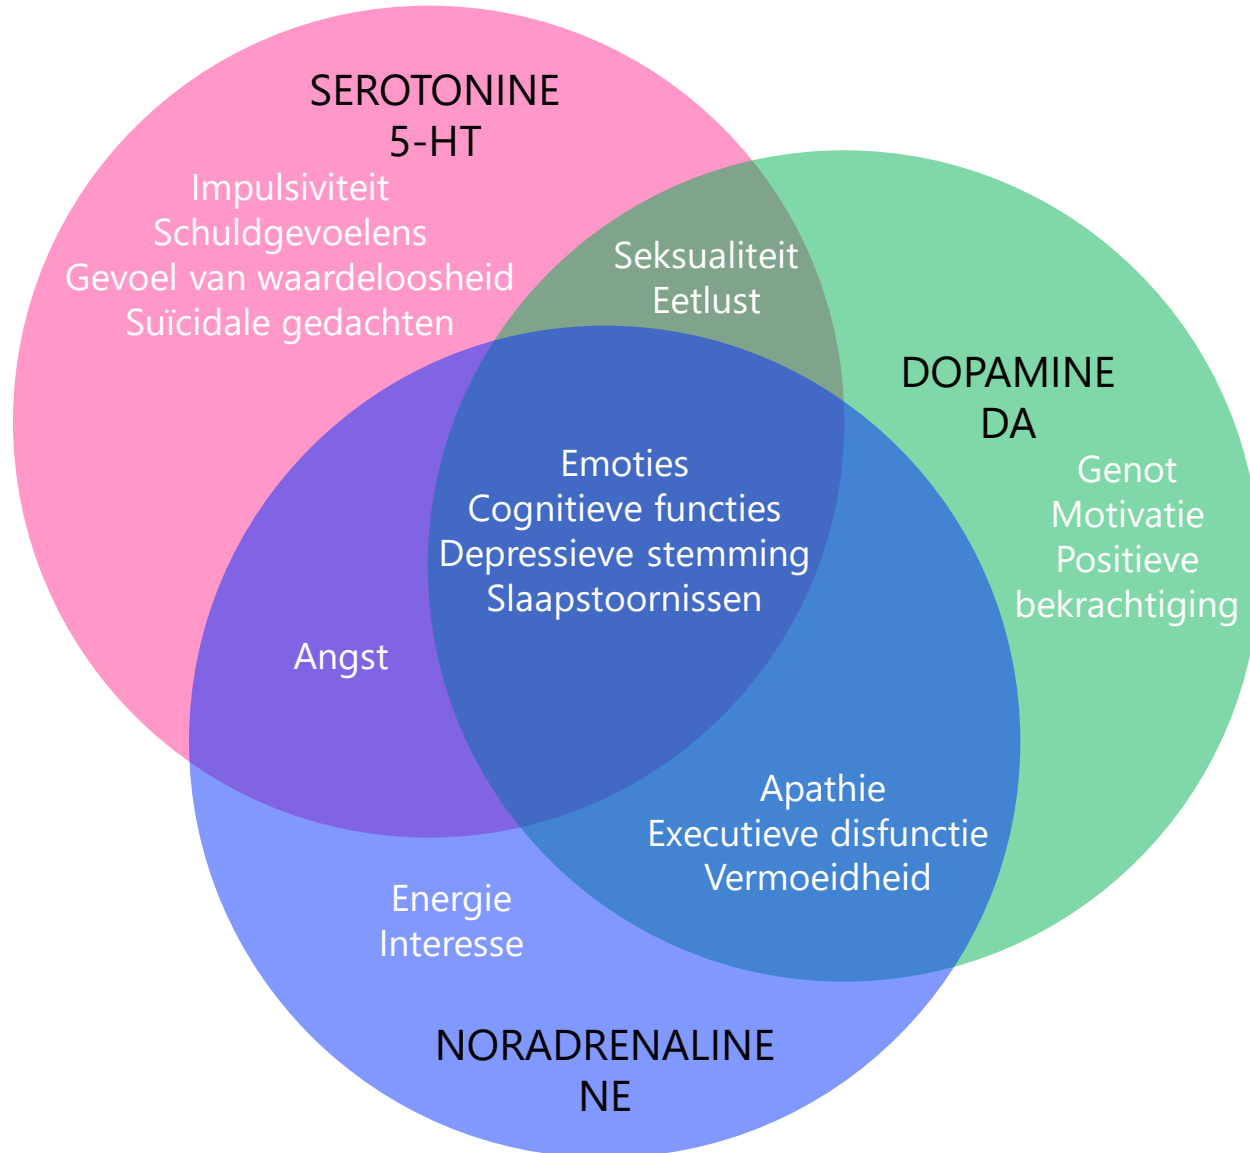 SEROTONINE
5-HT
Impulsiviteit
Schuldgevoelens
Gevoel van waardeloosheid
Suïcidale gedachten
Seksualiteit
Eetlust
DOPAMINE
DA
Genot
Motivatie
Positieve
bekrachtiging
Emoties
Cognitieve functies
Depressieve stemming
Slaapstoornissen
Angst
Apathie
Executieve disfunctie
Vermoeidheid
Energie
Interesse
NORADRENALINE
NE